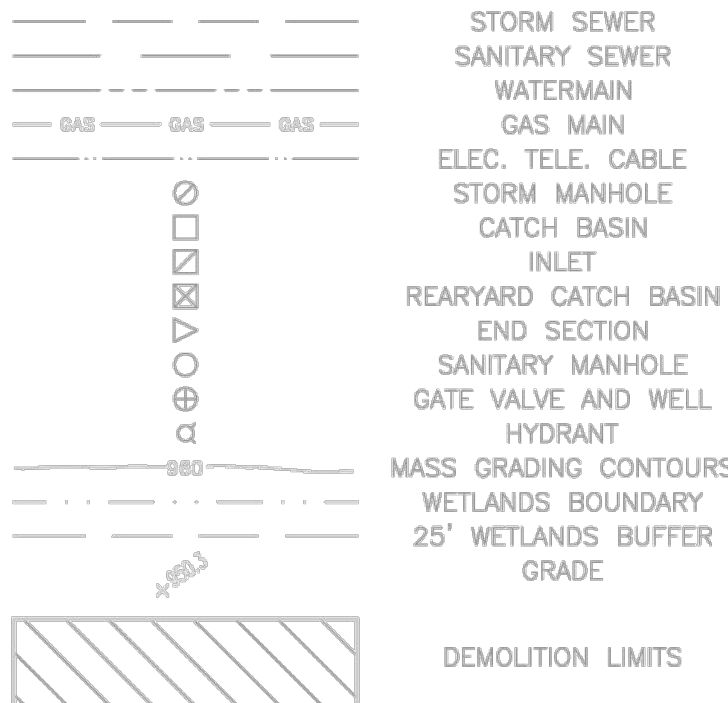 STORM SEWER
SANITARY SEWER
WATERMAIN
GAS GAS GAS GAS MAIN
ELEC. TELE. CABLE
STORM MANHOLE
CATCH BASIN
INLET
REARYARD CATCH BASIN
END SECTION
SANITARY MANHOLE
GATE VALVE AND WELL
HYDRANT
960 MASS GRADING CONTOURS
WETLANDS BOUNDARY
25' WETLANDS BUFFER
950.3 GRADE
DEMOLITION LIMITS